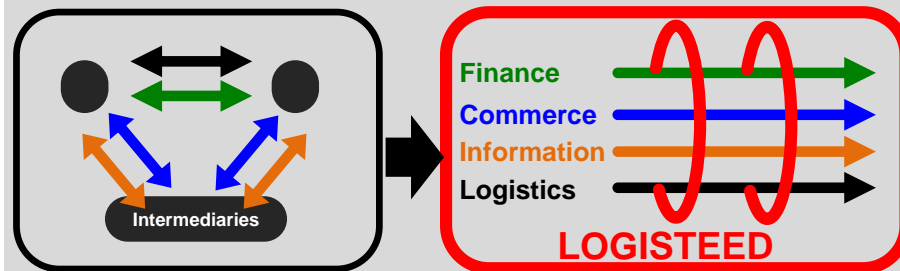 Intermediaries
Finance
Commerce
Information
Logistics
LOGISTEED